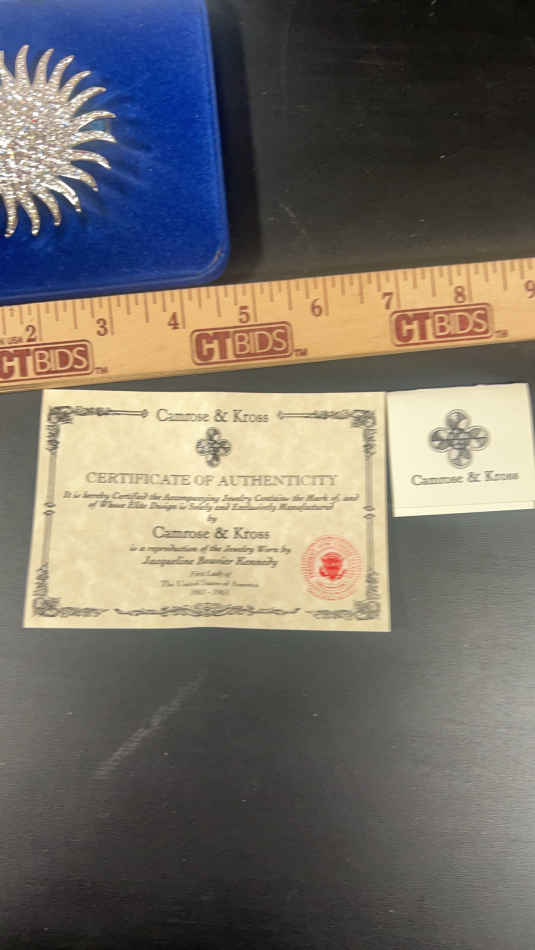 USA 2 3 4 5 6 7 8 9
CTBIDS TM CTBIDS TM CTBIDS TM
Camrose & Kross
CERTIFICATE OF AUTHENTICITY
It is hereby Certified the Accompanying Jewelry Contains the Mark of, and
of Whose Elite Design is Solely and Exclusively Manufactured
by
Camrose & Kross
is a reproduction of the Jewelry Worn by
Jacqueline Bouvier Kennedy
First Lady of
The United States of America
1961 - 1963
Camrose & Kross